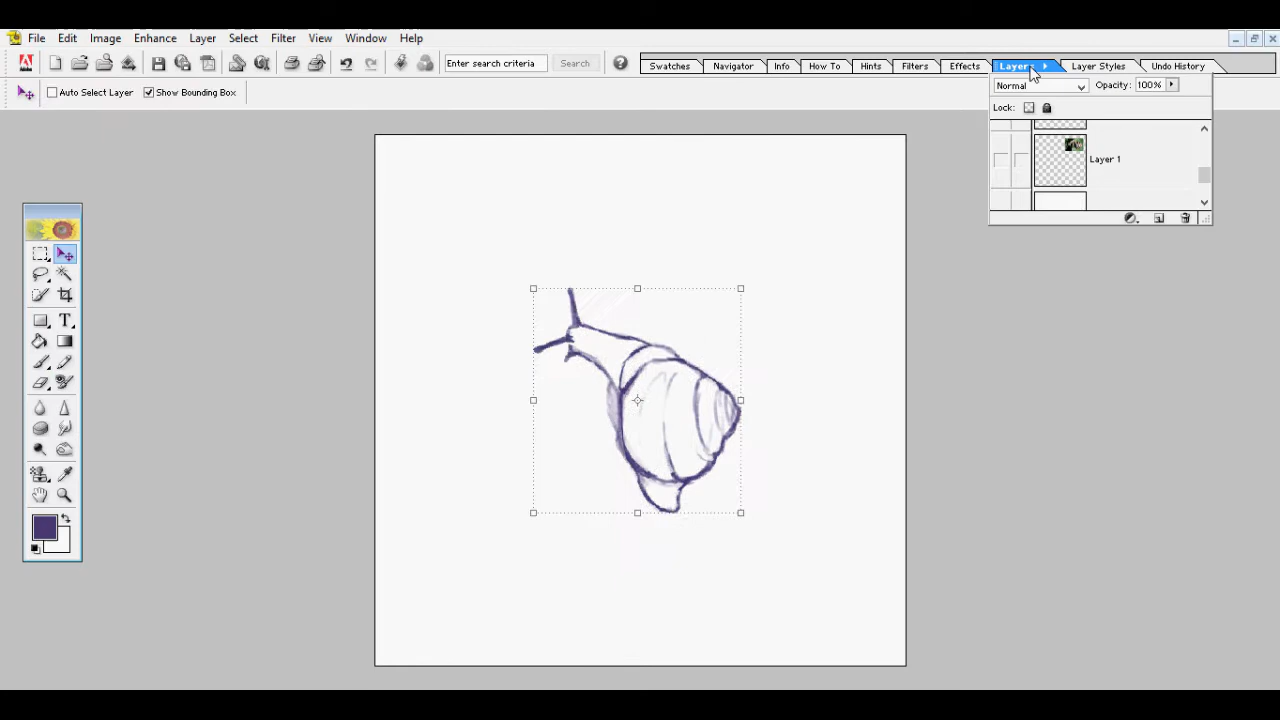 File Edit Image Enhance Layer Select Filter View Window Help
Enter search criteria Search Swatches Navigator Info How To Hints Filters Effects Layers Layer Styles Undo History
Auto Select Layer Show Bounding Box Normal Opacity: 100%
Lock:
Layer 1
T